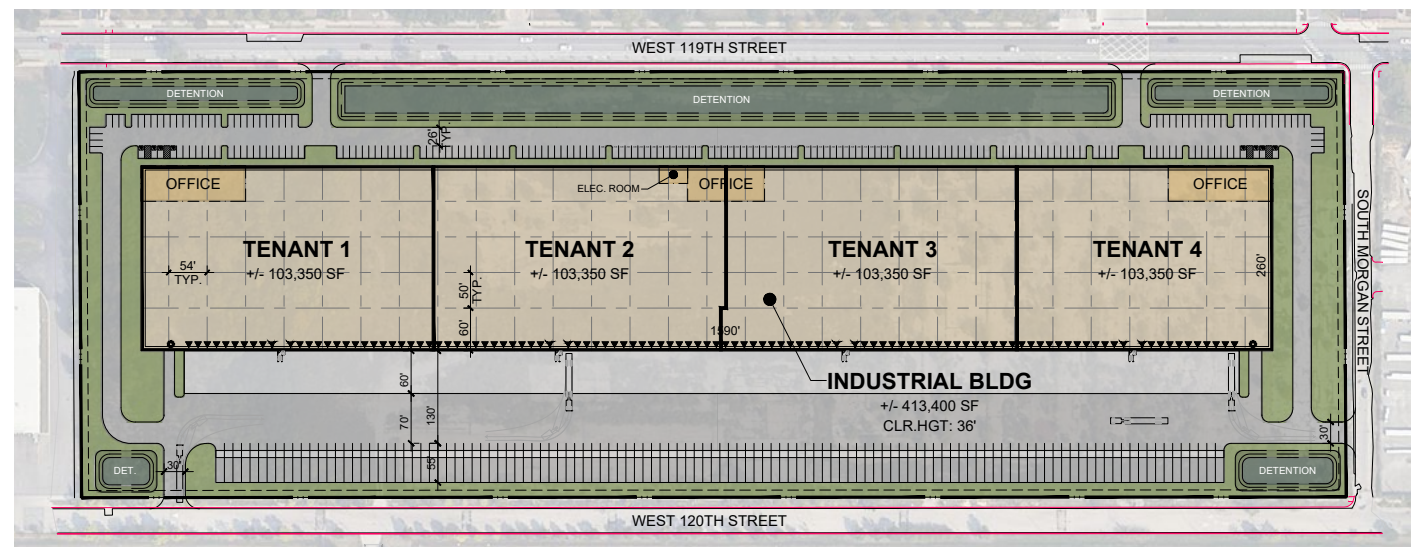 WEST 119TH STREET
DETENTION
DETENTION
DETENTION
26'
TYP.
OFFICE
ELEC. ROOM
OFFICE
OFFICE
TENANT 1
+/- 103,350 SF
TENANT 2
+/- 103,350 SF
TENANT 3
+/- 103,350 SF
TENANT 4
+/- 103,350 SF
54'
TYP.
50'
TYP.
60'
260'
1590'
SOUTH MORGAN STREET
60'
70'
130'
55'
INDUSTRIAL BLDG
+/- 413,400 SF
CLR.HGT: 36'
30'
30'
DET.
DETENTION
WEST 120TH STREET